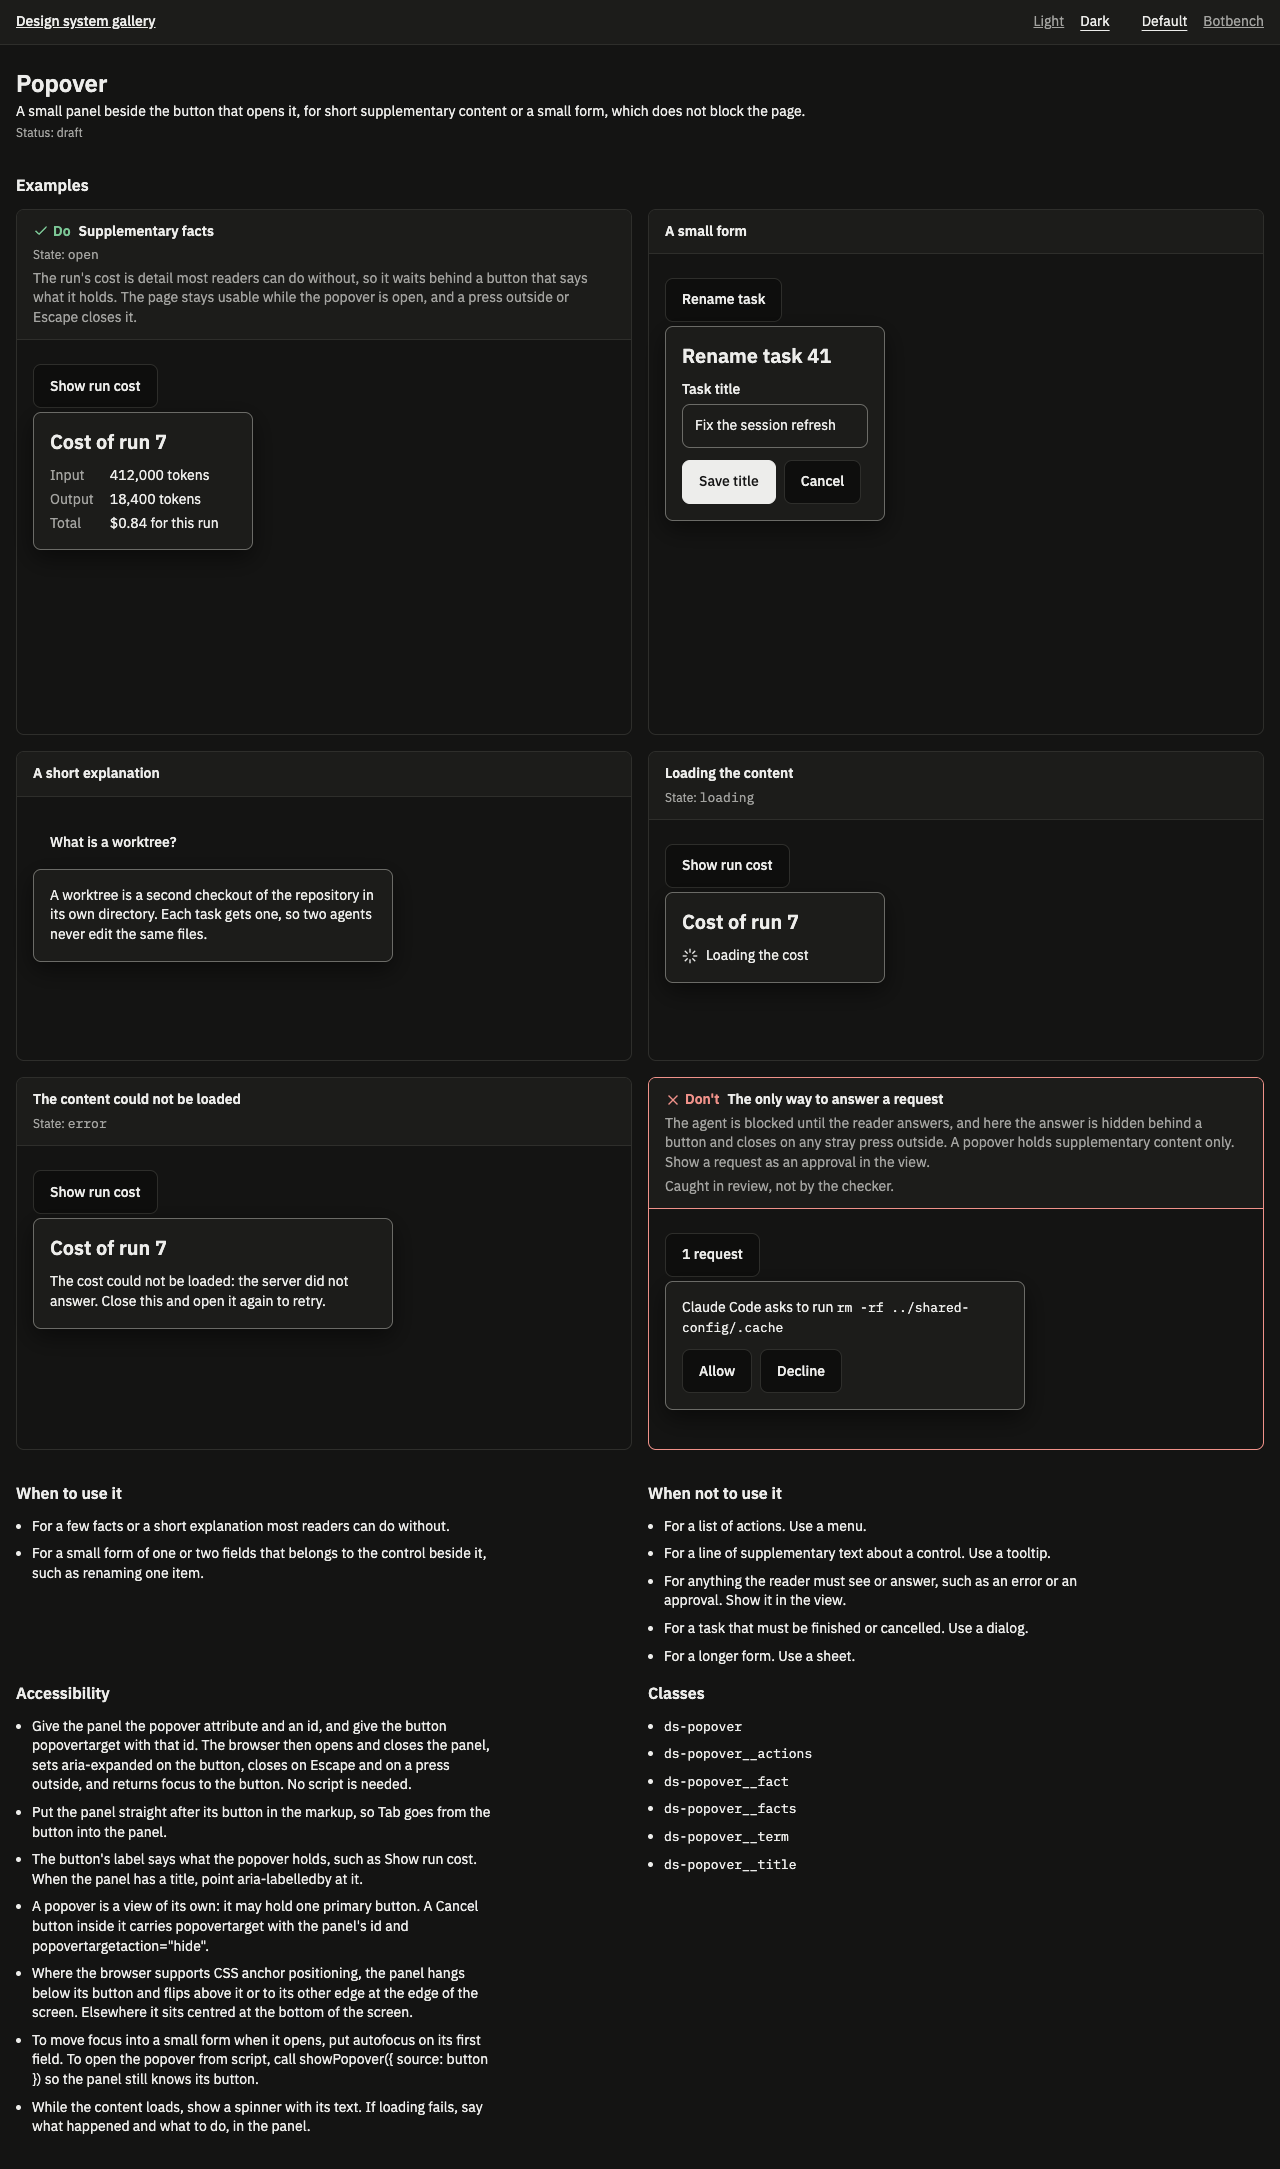 Design system gallery
Light Dark Default Botbench
Popover
A small panel beside the button that opens it, for short supplementary content or a small form, which does not block the page.
Status: draft
Examples
Do Supplementary facts
State: open
The run's cost is detail most readers can do without, so it waits behind a button that says
what it holds. The page stays usable while the popover is open, and a press outside or
Escape closes it.
Show run cost
Cost of run 7
Input 412,000 tokens
Output 18,400 tokens
Total $0.84 for this run
A small form
Rename task
Rename task 41
Task title
Fix the session refresh
Save title Cancel
A short explanation
What is a worktree?
A worktree is a second checkout of the repository in
its own directory. Each task gets one, so two agents
never edit the same files.
Loading the content
State: loading
Show run cost
Cost of run 7
Loading the cost
The content could not be loaded
State: error
Show run cost
Cost of run 7
The cost could not be loaded: the server did not
answer. Close this and open it again to retry.
Don't The only way to answer a request
The agent is blocked until the reader answers, and here the answer is hidden behind a
button and closes on any stray press outside. A popover holds supplementary content only.
Show a request as an approval in the view.
Caught in review, not by the checker.
1 request
Claude Code asks to run rm -rf ../shared-
config/.cache
Allow Decline
When to use it
For a few facts or a short explanation most readers can do without.
For a small form of one or two fields that belongs to the control beside it,
such as renaming one item.
When not to use it
For a list of actions. Use a menu.
For a line of supplementary text about a control. Use a tooltip.
For anything the reader must see or answer, such as an error or an
approval. Show it in the view.
For a task that must be finished or cancelled. Use a dialog.
For a longer form. Use a sheet.
Accessibility
Give the panel the popover attribute and an id, and give the button
popovertarget with that id. The browser then opens and closes the panel,
sets aria-expanded on the button, closes on Escape and on a press
outside, and returns focus to the button. No script is needed.
Put the panel straight after its button in the markup, so Tab goes from the
button into the panel.
The button's label says what the popover holds, such as Show run cost.
When the panel has a title, point aria-labelledby at it.
A popover is a view of its own: it may hold one primary button. A Cancel
button inside it carries popovertarget with the panel's id and
popovertargetaction="hide".
Where the browser supports CSS anchor positioning, the panel hangs
below its button and flips above it or to its other edge at the edge of the
screen. Elsewhere it sits centred at the bottom of the screen.
To move focus into a small form when it opens, put autofocus on its first
field. To open the popover from script, call showPopover({ source: button
}) so the panel still knows its button.
While the content loads, show a spinner with its text. If loading fails, say
what happened and what to do, in the panel.
Classes
ds-popover
ds-popover__actions
ds-popover__fact
ds-popover__facts
ds-popover__term
ds-popover__title